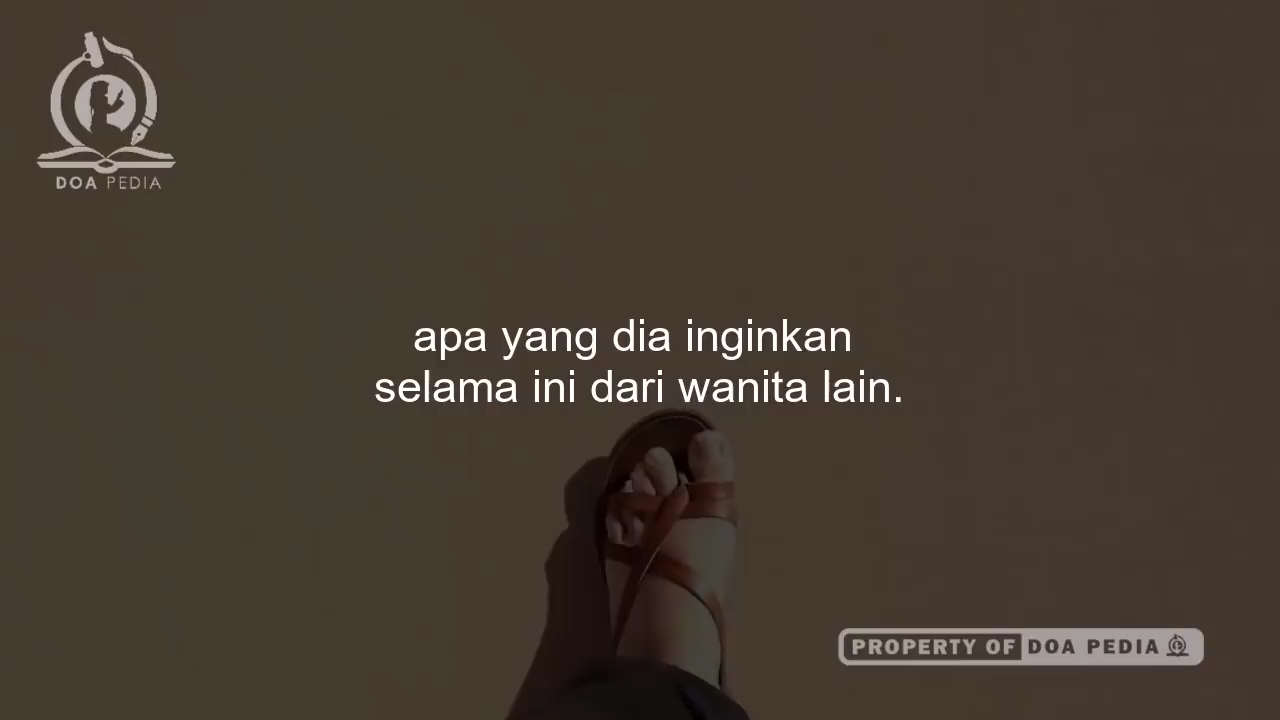 DOA PEDIA
apa yang dia inginkan
selama ini dari wanita lain.
PROPERTY OF DOA PEDIA